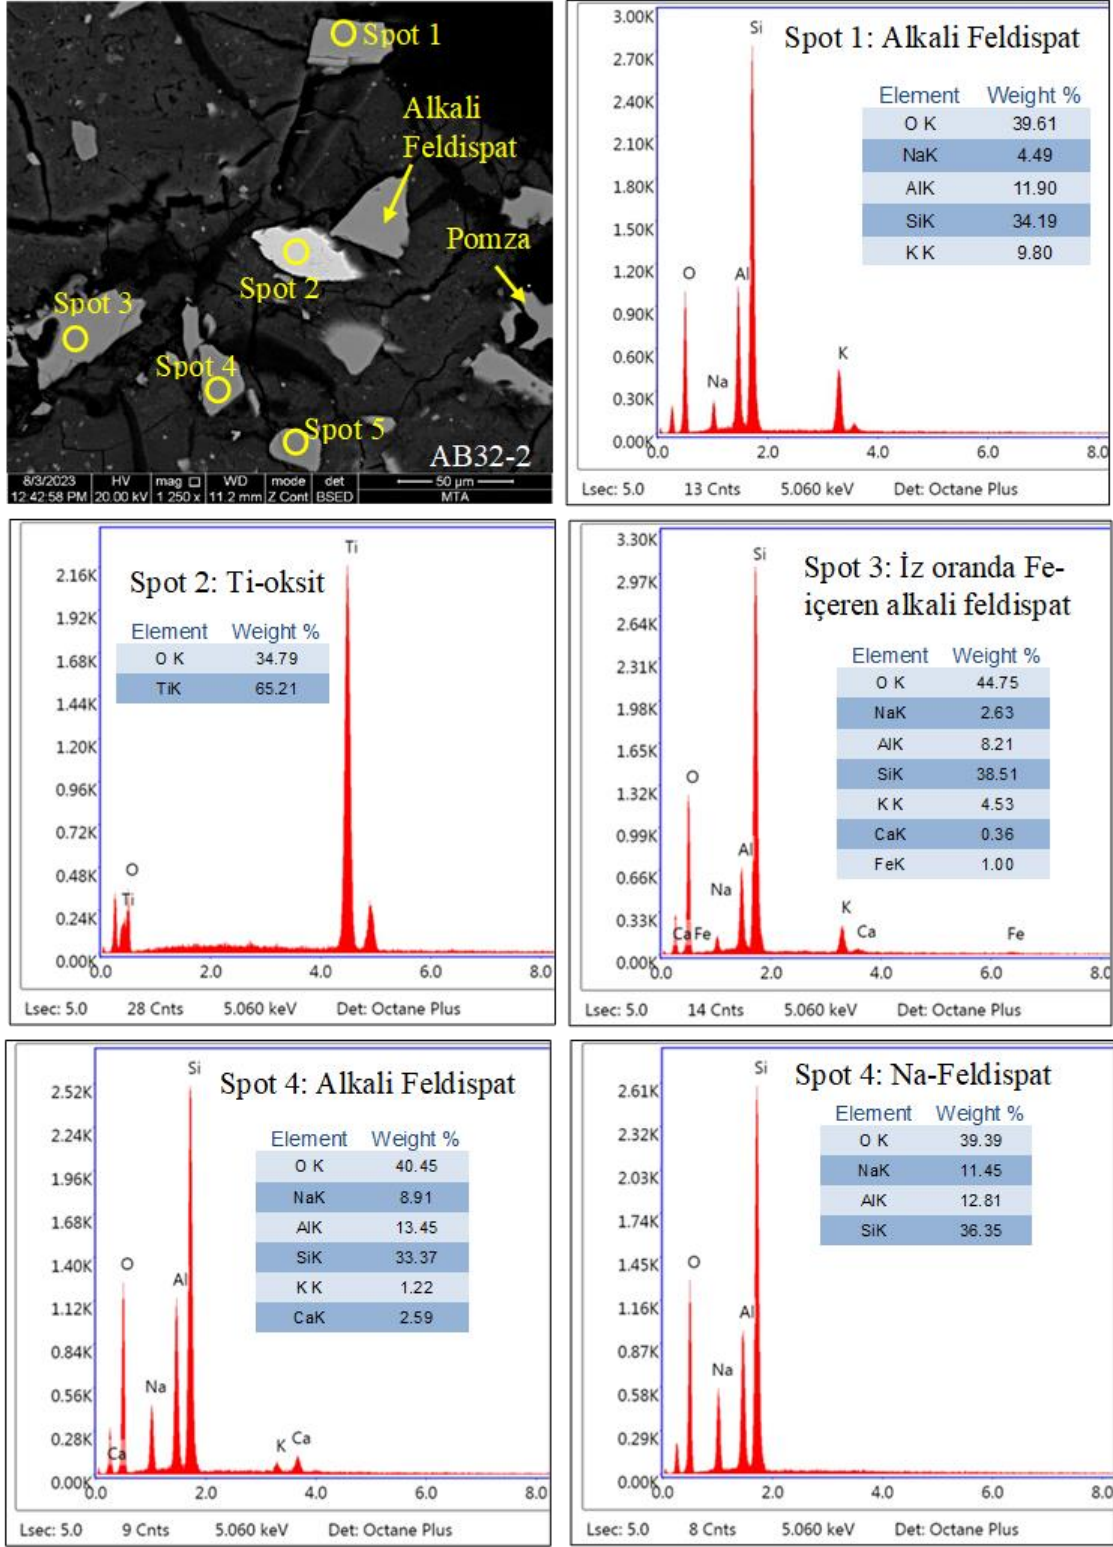 Spot 1
Alkali
Feldispat
Pomza
Spot 2
Spot 3
Spot 4
Spot 5
AB32-2
8/3/2023 HV mag □ WD mode det 50 µm
12:42:58 PM 20.00 kV 1 250 x 11.2 mm Z Cont BSED MTA
Spot 1: Alkali Feldispat
Element Weight %
O K 39.61
NaK 4.49
AlK 11.90
SiK 34.19
K K 9.80
3.00K
2.70K
2.40K
2.10K
1.80K
1.50K
1.20K
0.90K
0.60K
0.30K
0.00K
Si
O
Al
Na
K
0.0 2.0 4.0 6.0 8.0
Lsec: 5.0 13 Cnts 5.060 keV Det: Octane Plus
Spot 2: Ti-oksit
Element Weight %
O K 34.79
TiK 65.21
2.16K
1.92K
1.68K
1.44K
1.20K
0.96K
0.72K
0.48K
0.24K
0.00K
Ti
O
Ti
0.0 2.0 4.0 6.0 8.0
Lsec: 5.0 28 Cnts 5.060 keV Det: Octane Plus
Spot 3: İz oranda Fe-
içeren alkali feldispat
Element Weight %
O K 44.75
NaK 2.63
AlK 8.21
SiK 38.51
K K 4.53
CaK 0.36
FeK 1.00
3.30K
2.97K
2.64K
2.31K
1.98K
1.65K
1.32K
0.99K
0.66K
0.33K
0.00K
Si
O
Al
Na
K
Ca Fe
Ca
Fe
0.0 2.0 4.0 6.0 8.0
Lsec: 5.0 14 Cnts 5.060 keV Det: Octane Plus
Spot 4: Alkali Feldispat
Element Weight %
O K 40.45
NaK 8.91
AlK 13.45
SiK 33.37
K K 1.22
CaK 2.59
2.52K
2.24K
1.96K
1.68K
1.40K
1.12K
0.84K
0.56K
0.28K
0.00K
Si
O
Al
Na
Ca
K
Ca
0.0 2.0 4.0 6.0 8.0
Lsec: 5.0 9 Cnts 5.060 keV Det: Octane Plus
Spot 4: Na-Feldispat
Element Weight %
O K 39.39
NaK 11.45
AlK 12.81
SiK 36.35
2.61K
2.32K
2.03K
1.74K
1.45K
1.16K
0.87K
0.58K
0.29K
0.00K
Si
O
Al
Na
0.0 2.0 4.0 6.0 8.0
Lsec: 5.0 8 Cnts 5.060 keV Det: Octane Plus